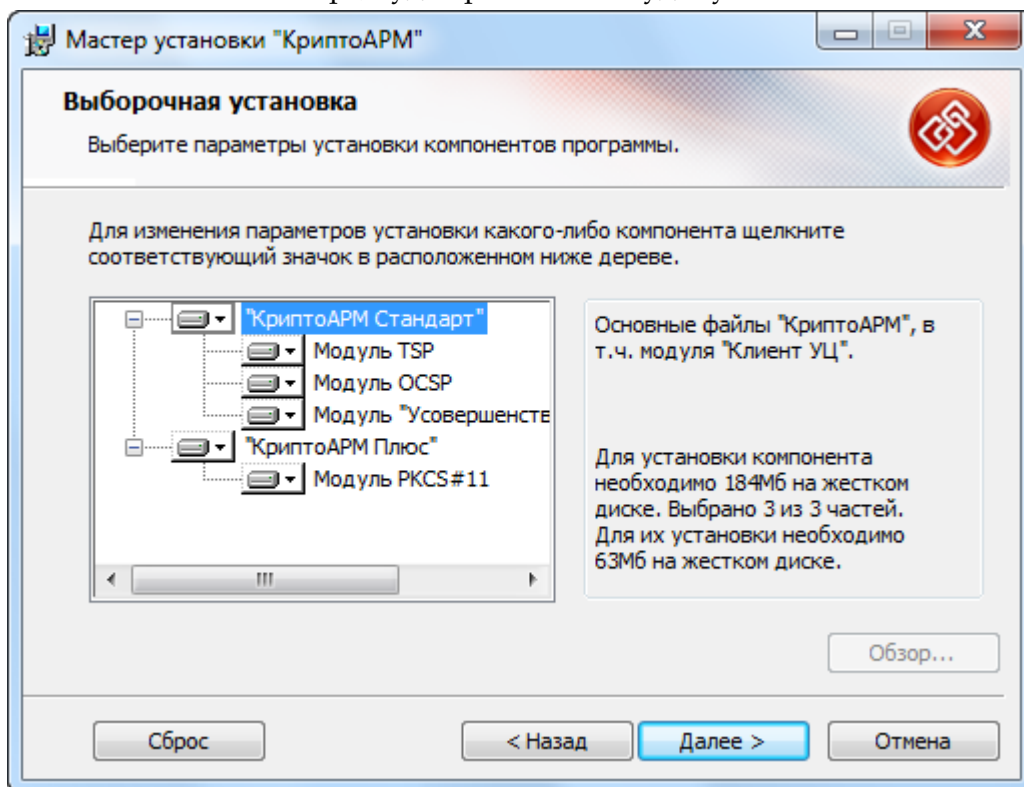 Мастер установки "КриптоАРМ"
Выборочная установка
Выберите параметры установки компонентов программы.
Для изменения параметров установки какого-либо компонента щелкните
соответствующий значок в расположенном ниже дереве.
"КриптоАРМ Стандарт"
Модуль TSP
Модуль OCSP
Модуль "Усовершенств
"КриптоАРМ Плюс"
Модуль PKCS#11
Основные файлы "КриптоАРМ", в
т.ч. модуля "Клиент УЦ".
Для установки компонента
необходимо 184Мб на жестком
диске. Выбрано 3 из 3 частей.
Для их установки необходимо
63Мб на жестком диске.
Обзор...
Сброс
< Назад
Далее >
Отмена